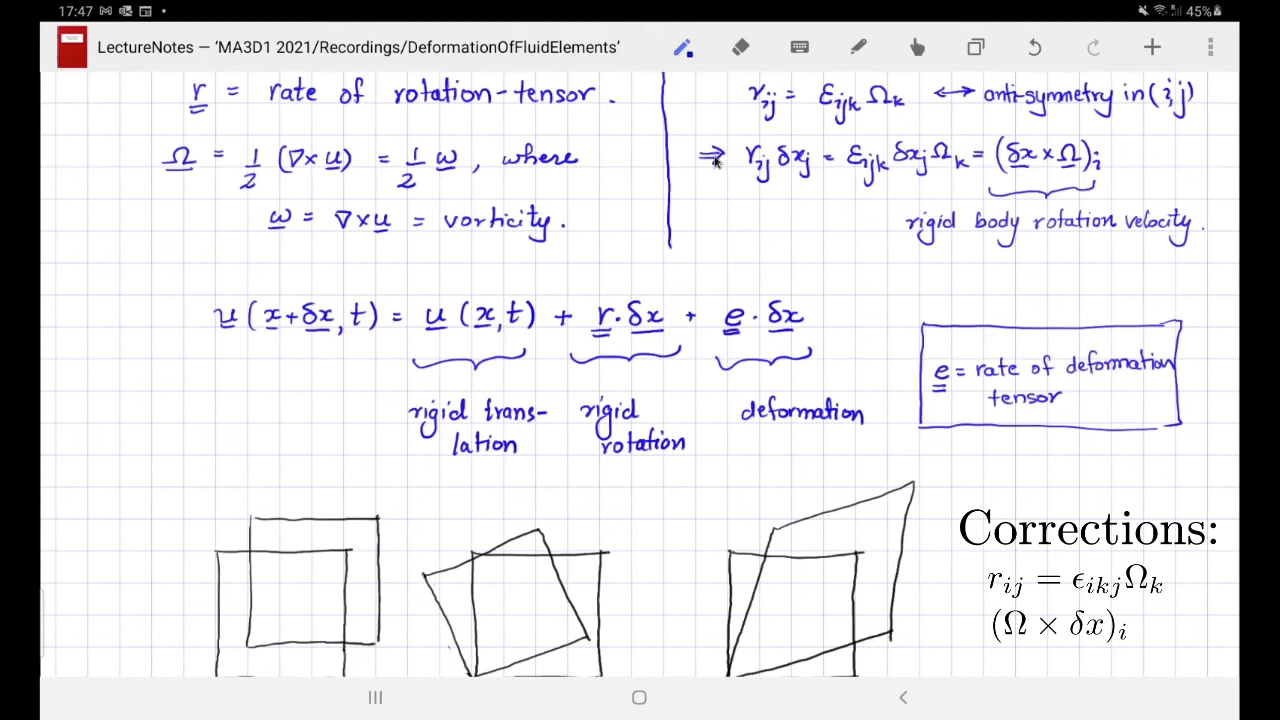 17:47
45%
LectureNotes — ‘MA3D1 2021/Recordings/DeformationOfFluidElements’
r = rate of rotation-tensor.
Ω = 1/2 (∇×u) = 1/2 ω, where
ω = ∇×u = vorticity.
r_ij = ε_ijk Ω_k ↔ anti-symmetry in (i,j)
⇒ r_ij δx_j = ε_ijk δx_j Ω_k = (δx × Ω)_i
rigid body rotation velocity.
u(x+δx,t) = u(x,t) + r·δx + e·δx
rigid trans-
lation
rigid
rotation
deformation
e = rate of deformation
tensor
Corrections:
r_ij = ϵ_ikj Ω_k
(Ω × δx)_i